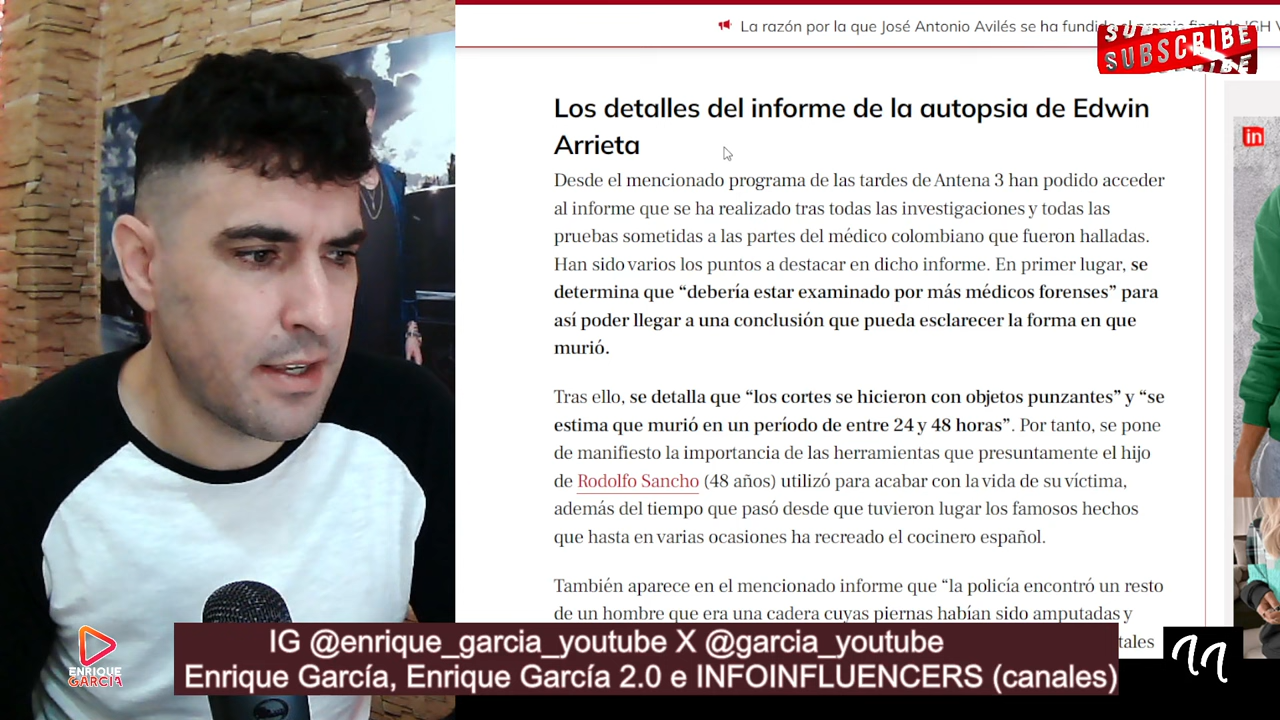 La razón por la que José Antonio Avilés se ha fundido el premio final de 'GH V
SUBSCRIBE
SUBSCRIBE
SUBSCRIBE
Los detalles del informe de la autopsia de Edwin
Arrieta
in
Desde el mencionado programa de las tardes de Antena 3 han podido acceder
al informe que se ha realizado tras todas las investigaciones y todas las
pruebas sometidas a las partes del médico colombiano que fueron halladas.
Han sido varios los puntos a destacar en dicho informe. En primer lugar, se
determina que “debería estar examinado por más médicos forenses” para
así poder llegar a una conclusión que pueda esclarecer la forma en que
murió.
Tras ello, se detalla que “los cortes se hicieron con objetos punzantes” y “se
estima que murió en un período de entre 24 y 48 horas”. Por tanto, se pone
de manifiesto la importancia de las herramientas que presuntamente el hijo
de Rodolfo Sancho (48 años) utilizó para acabar con la vida de su víctima,
además del tiempo que pasó desde que tuvieron lugar los famosos hechos
que hasta en varias ocasiones ha recreado el cocinero español.
También aparece en el mencionado informe que “la policía encontró un resto
de un hombre que era una cadera cuyas piernas habían sido amputadas y
tales
IG @enrique_garcia_youtube X @garcia_youtube
Enrique García, Enrique García 2.0 e INFOINFLUENCERS (canales)
ENRIQUE
GARCÍA